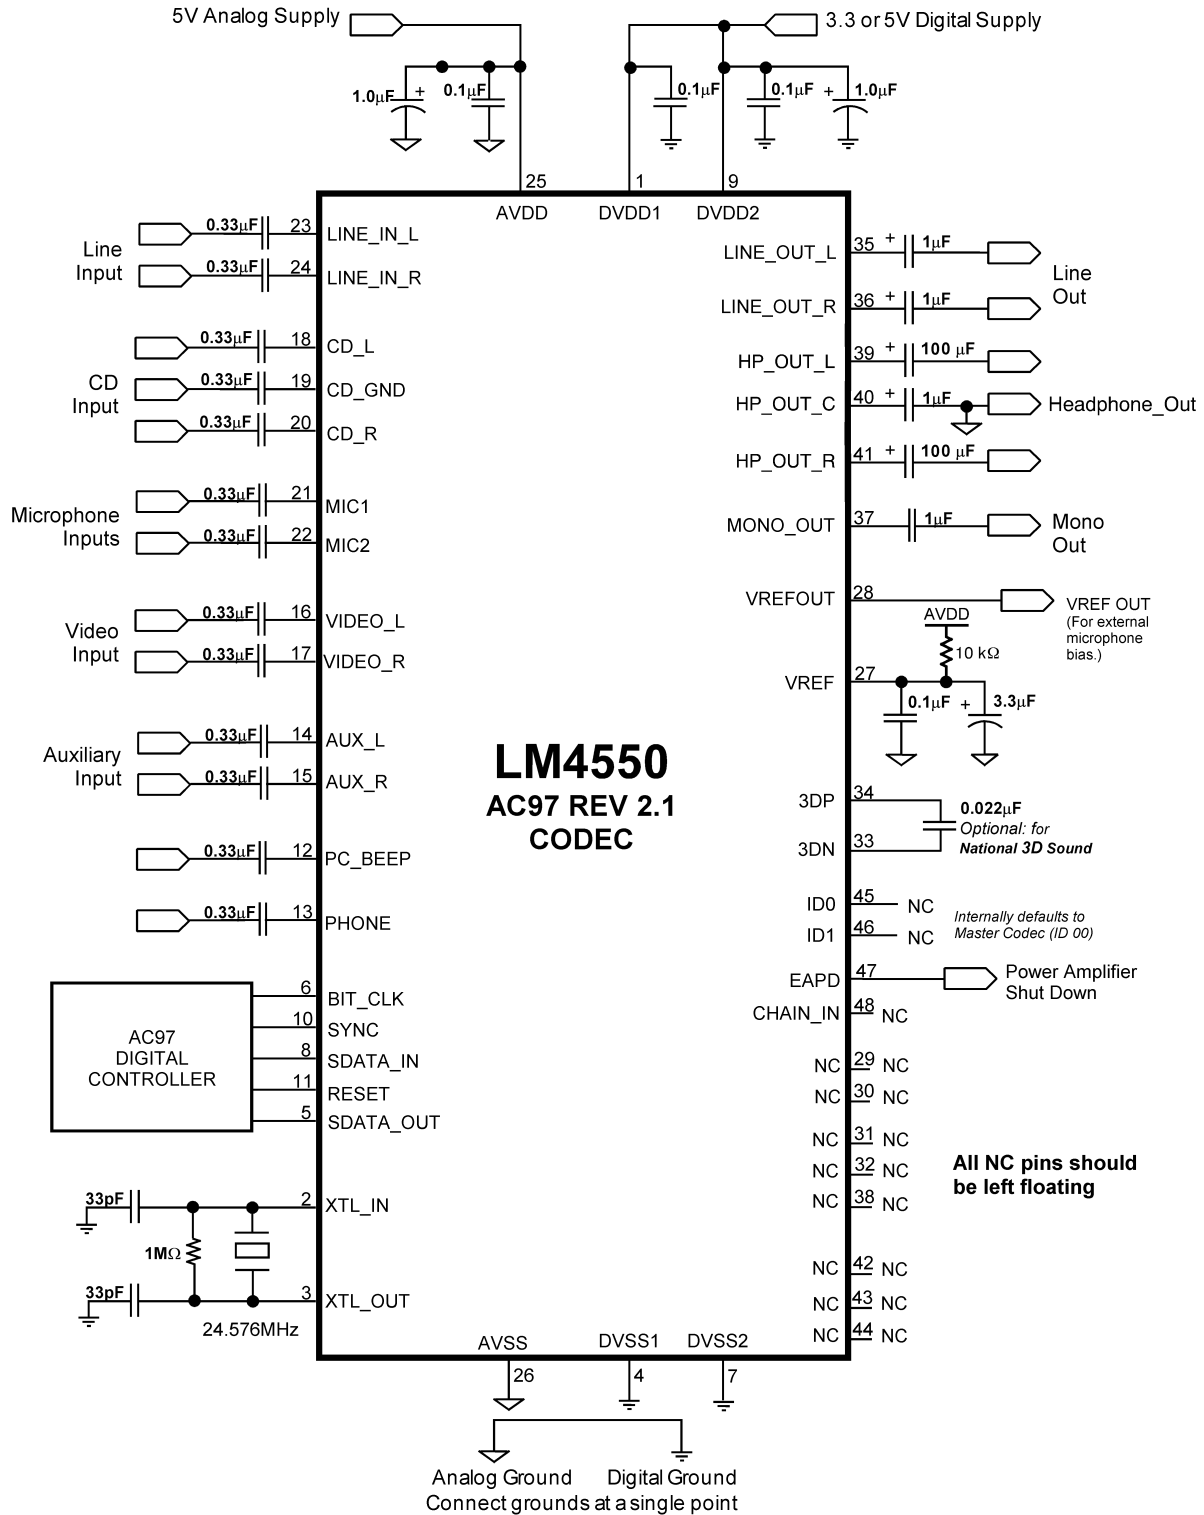 5V Analog Supply
3.3 or 5V Digital Supply
1.0µF +
0.1µF
0.1µF
0.1µF
+ 1.0µF
25
1
9
AVDD
DVDD1
DVDD2
Line
Input
0.33µF
23
LINE_IN_L
0.33µF
24
LINE_IN_R
CD
Input
0.33µF
18
CD_L
0.33µF
19
CD_GND
0.33µF
20
CD_R
Microphone
Inputs
0.33µF
21
MIC1
0.33µF
22
MIC2
Video
Input
0.33µF
16
VIDEO_L
0.33µF
17
VIDEO_R
Auxiliary
Input
0.33µF
14
AUX_L
0.33µF
15
AUX_R
0.33µF
12
PC_BEEP
0.33µF
13
PHONE
AC97
DIGITAL
CONTROLLER
6
BIT_CLK
10
SYNC
8
SDATA_IN
11
RESET
5
SDATA_OUT
33pF
2
XTL_IN
1MΩ
33pF
3
XTL_OUT
24.576MHz
LM4550
AC97 REV 2.1
CODEC
LINE_OUT_L
35
+
1µF
LINE_OUT_R
36
+
1µF
Line
Out
HP_OUT_L
39
+
100 µF
HP_OUT_C
40
+
1µF
Headphone_Out
HP_OUT_R
41
+
100 µF
MONO_OUT
37
1µF
Mono
Out
VREFOUT
28
VREF OUT
(For external
microphone
bias.)
AVDD
10 kΩ
VREF
27
0.1µF
+
3.3µF
3DP
34
0.022µF
Optional: for
National 3D Sound
3DN
33
ID0
45
NC
ID1
46
NC
Internally defaults to
Master Codec (ID 00)
EAPD
47
Power Amplifier
Shut Down
CHAIN_IN
48
NC
NC
29
NC
NC
30
NC
NC
31
NC
NC
32
NC
NC
38
NC
All NC pins should
be left floating
NC
42
NC
NC
43
NC
NC
44
NC
AVSS
DVSS1
DVSS2
26
4
7
Analog Ground
Digital Ground
Connect grounds at a single point